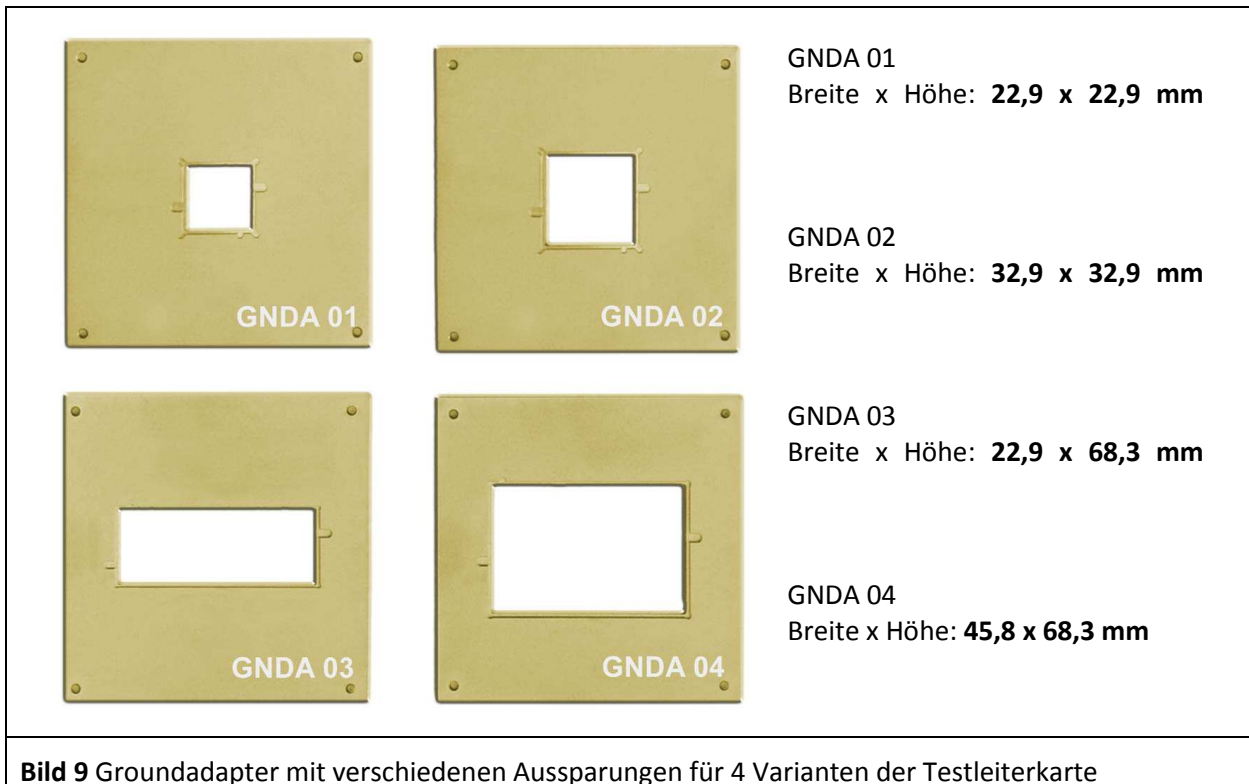 GNDA 01
GNDA 01
Breite x Höhe: 22,9 x 22,9 mm
GNDA 02
GNDA 02
Breite x Höhe: 32,9 x 32,9 mm
GNDA 03
GNDA 03
Breite x Höhe: 22,9 x 68,3 mm
GNDA 04
GNDA 04
Breite x Höhe: 45,8 x 68,3 mm
Bild 9 Groundadapter mit verschiedenen Aussparungen für 4 Varianten der Testleiterkarte